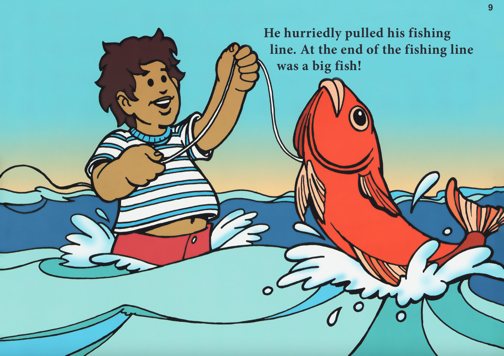 9
He hurriedly pulled his fishing
line. At the end of the fishing line
was a big fish!